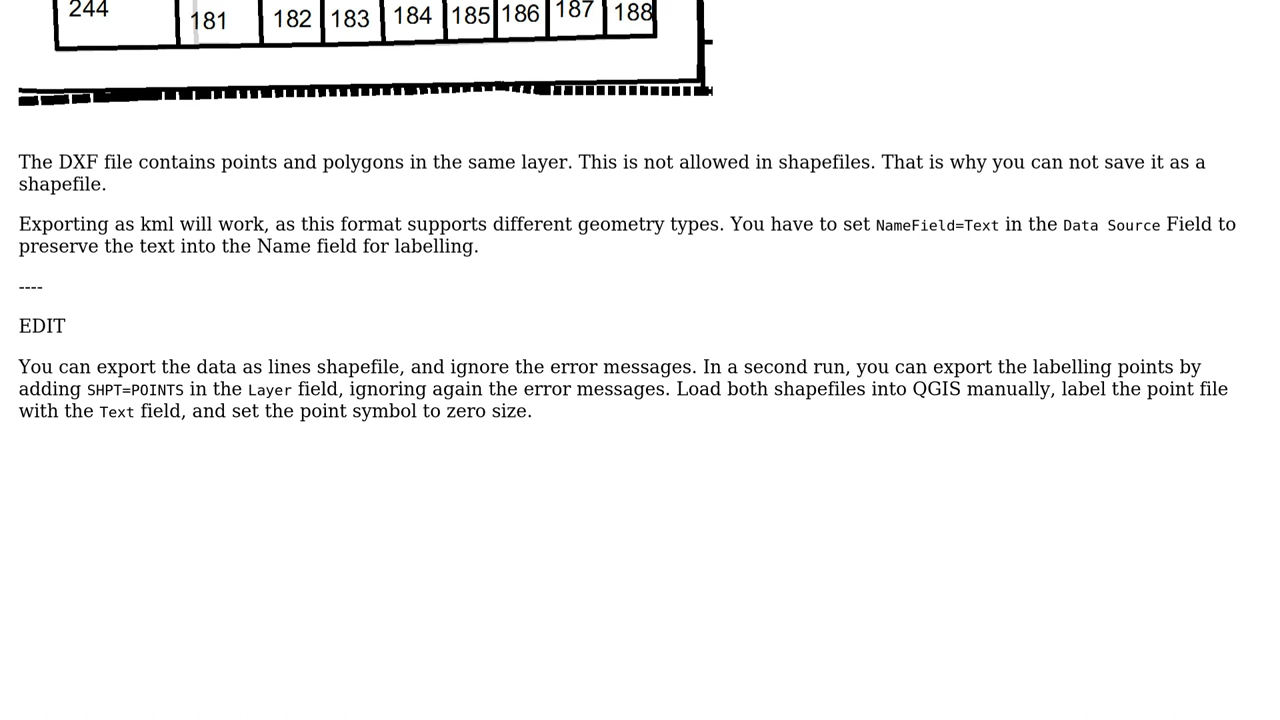 244
181 182 183 184 185 186 187 188
The DXF file contains points and polygons in the same layer. This is not allowed in shapefiles. That is why you can not save it as a
shapefile.
Exporting as kml will work, as this format supports different geometry types. You have to set NameField=Text in the Data Source Field to
preserve the text into the Name field for labelling.
----
EDIT
You can export the data as lines shapefile, and ignore the error messages. In a second run, you can export the labelling points by
adding SHPT=POINTS in the Layer field, ignoring again the error messages. Load both shapefiles into QGIS manually, label the point file
with the Text field, and set the point symbol to zero size.